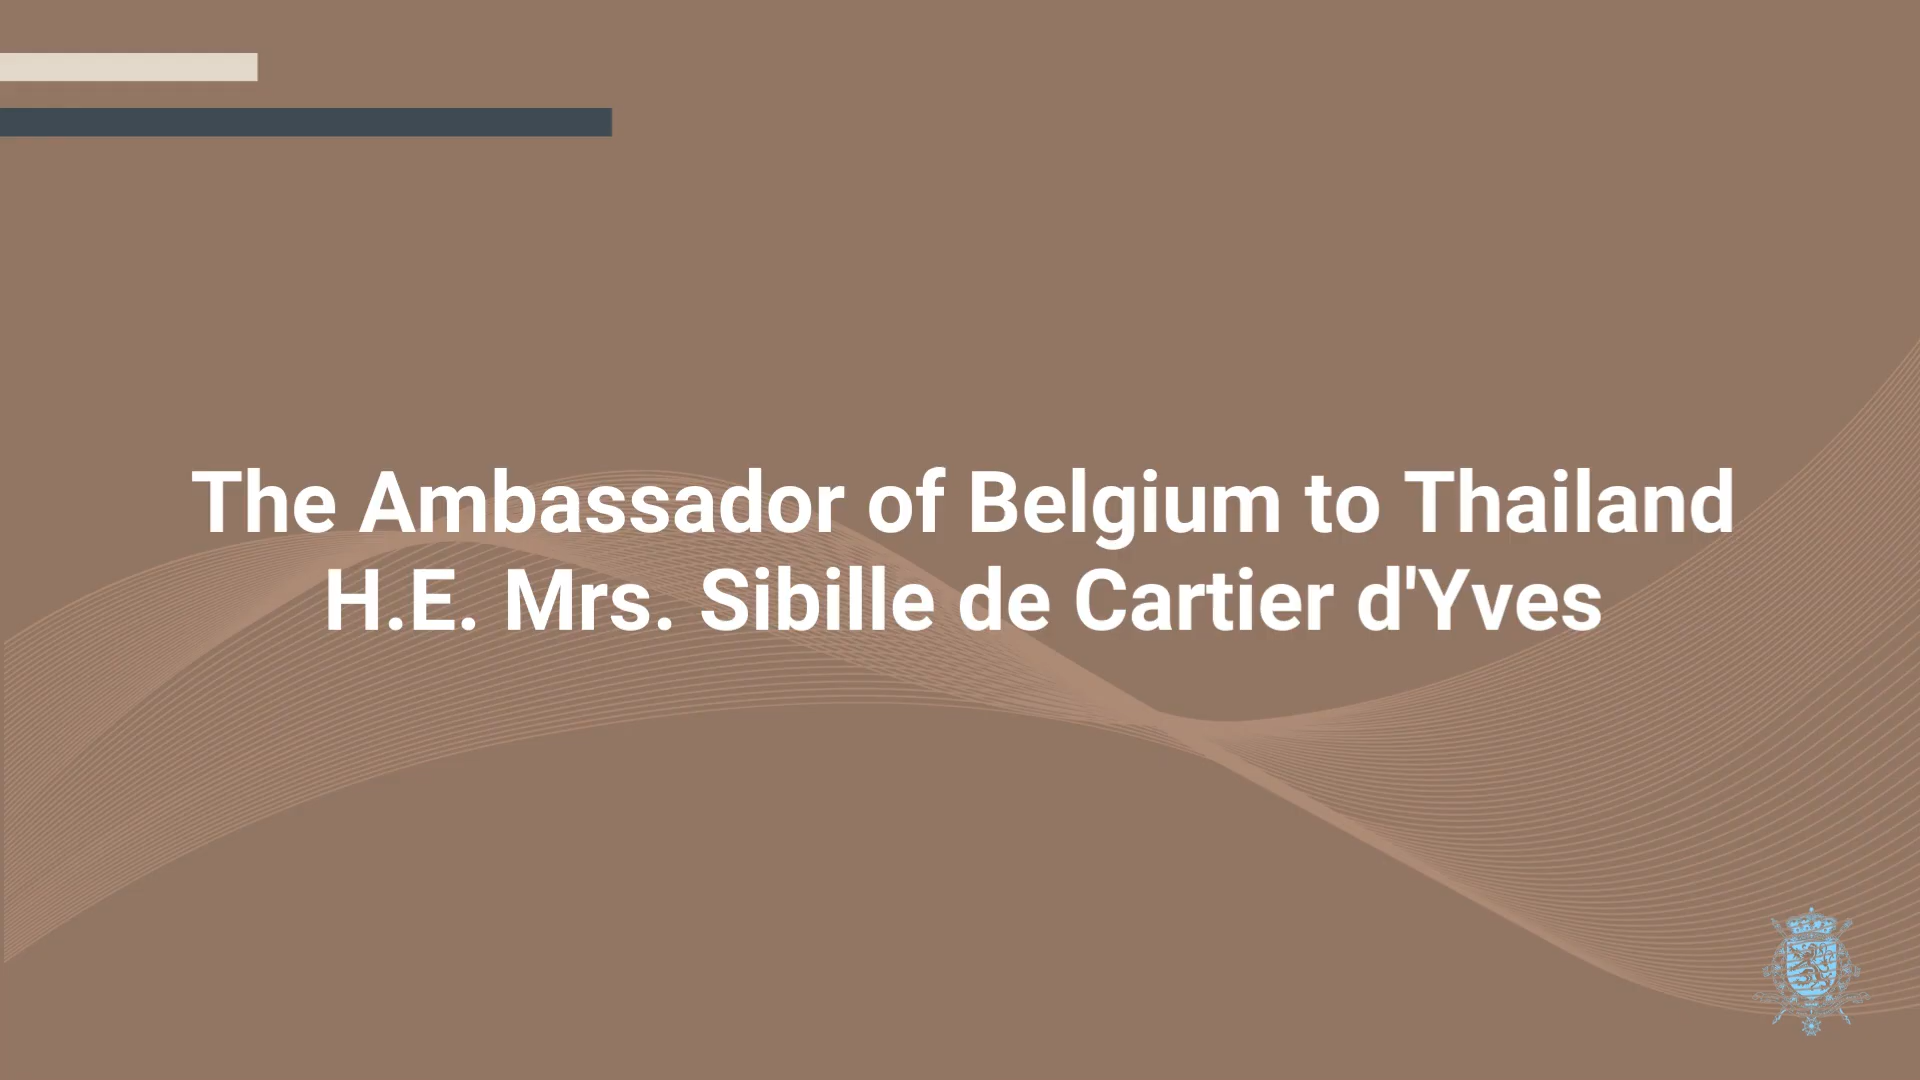 The Ambassador of Belgium to Thailand
H.E. Mrs. Sibille de Cartier d'Yves